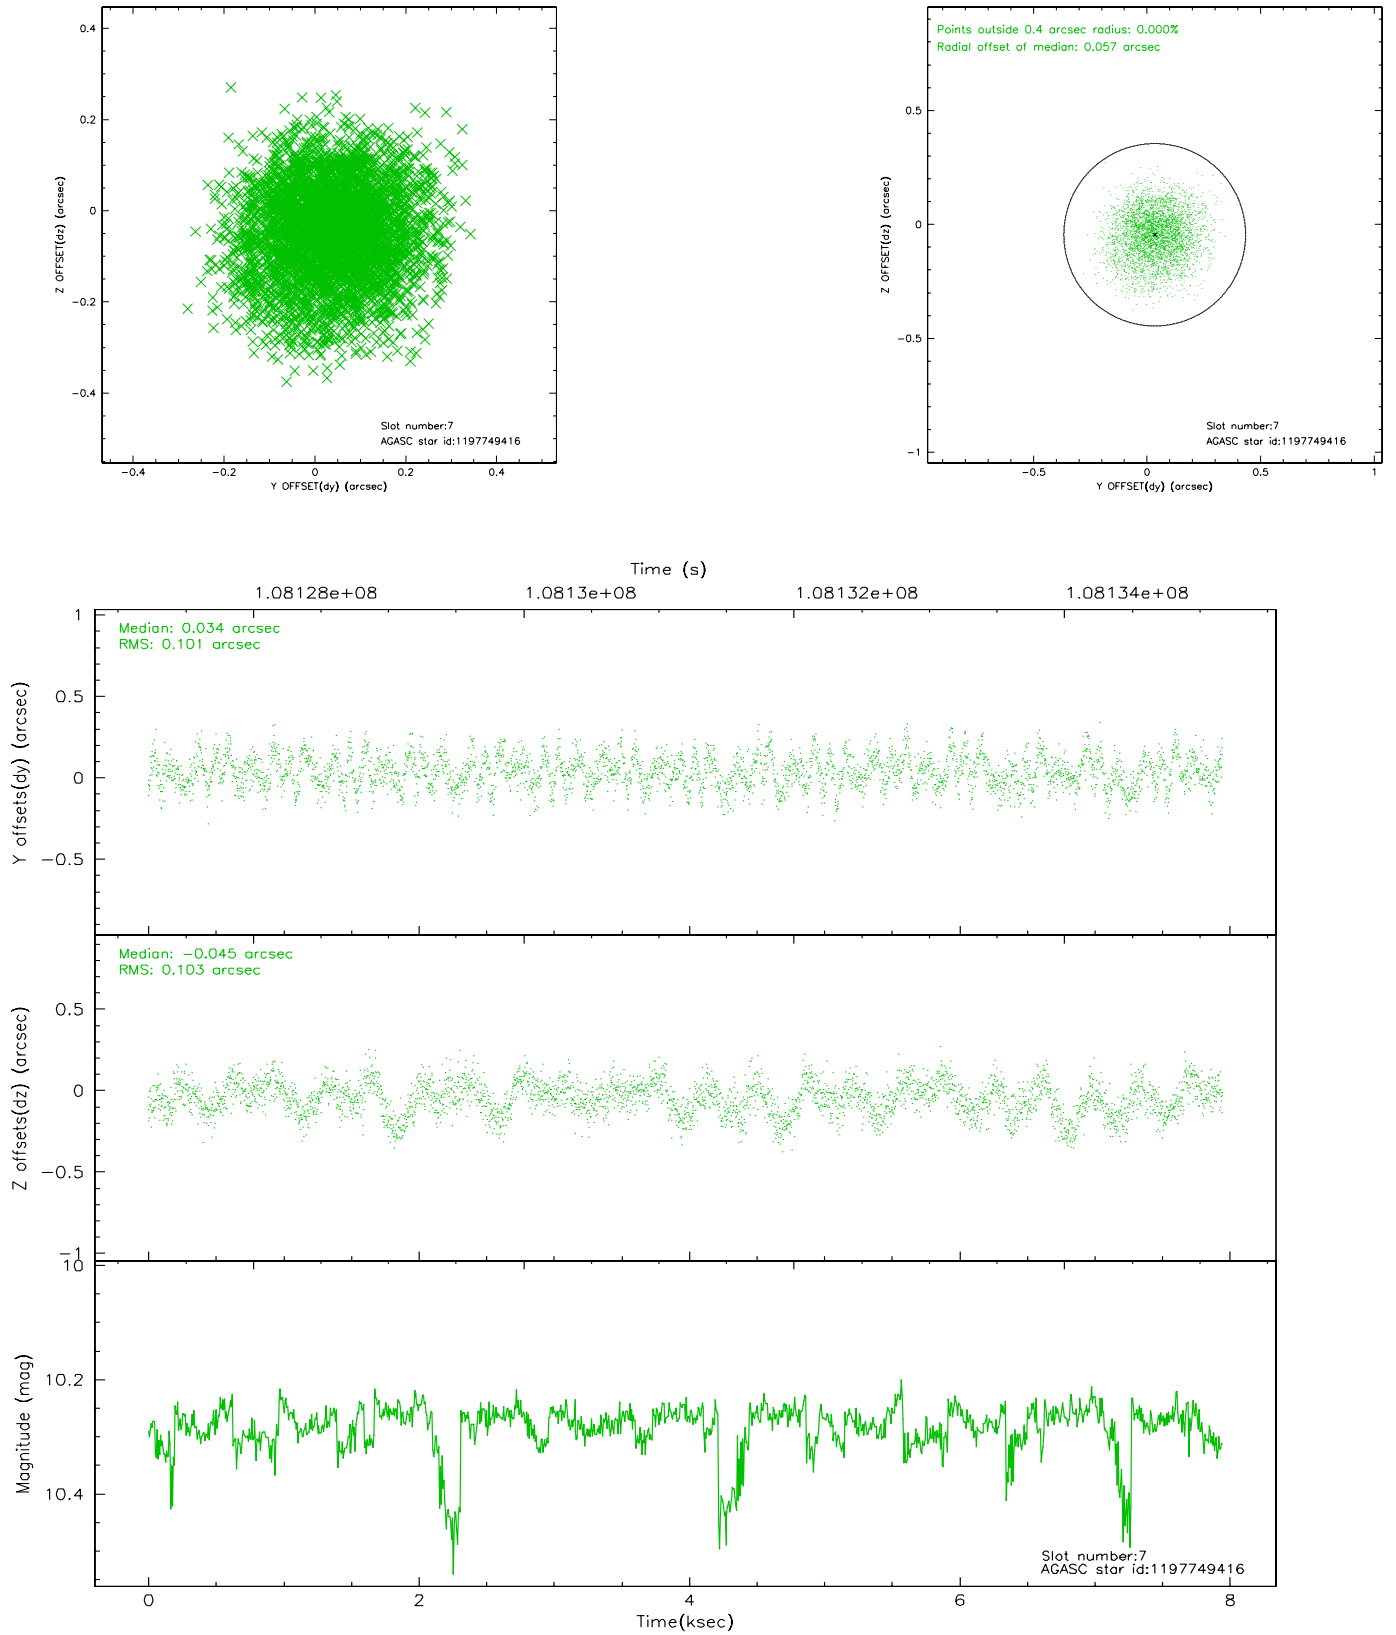 0.4
0.2
0
−0.2
−0.4
Z OFFSET(dz) (arcsec)
Slot number:7
AGASC star id:1197749416
−0.4
−0.2
0
0.2
0.4
Y OFFSET(dy) (arcsec)
Points outside 0.4 arcsec radius: 0.000%
Radial offset of median: 0.057 arcsec
0.5
0
−0.5
−1
Z OFFSET(dz) (arcsec)
Slot number:7
AGASC star id:1197749416
−0.5
0
0.5
1
Y OFFSET(dy) (arcsec)
Time (s)
1.08128e+08
1.0813e+08
1.08132e+08
1.08134e+08
Median: 0.034 arcsec
RMS: 0.101 arcsec
1
0.5
0
−0.5
Y offsets(dy) (arcsec)
Median: −0.045 arcsec
RMS: 0.103 arcsec
0.5
0
−0.5
−1
Z offsets(dz) (arcsec)
10
10.2
10.4
Magnitude (mag)
Slot number:7
AGASC star id:1197749416
0
2
4
6
8
Time(ksec)